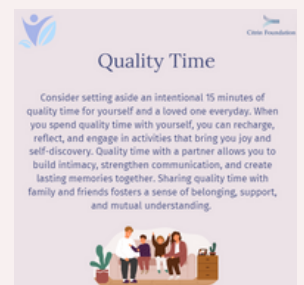 Citrin Foundation
Quality Time
Consider setting aside an intentional 15 minutes of
quality time for yourself and a loved one everyday. When
you spend quality time with yourself, you can recharge,
reflect, and engage in activities that bring you joy and
self-discovery. Quality time with a partner allows you to
build intimacy, strengthen communication, and create
lasting memories together. Sharing quality time with
family and friends fosters a sense of belonging, support,
and mutual understanding.